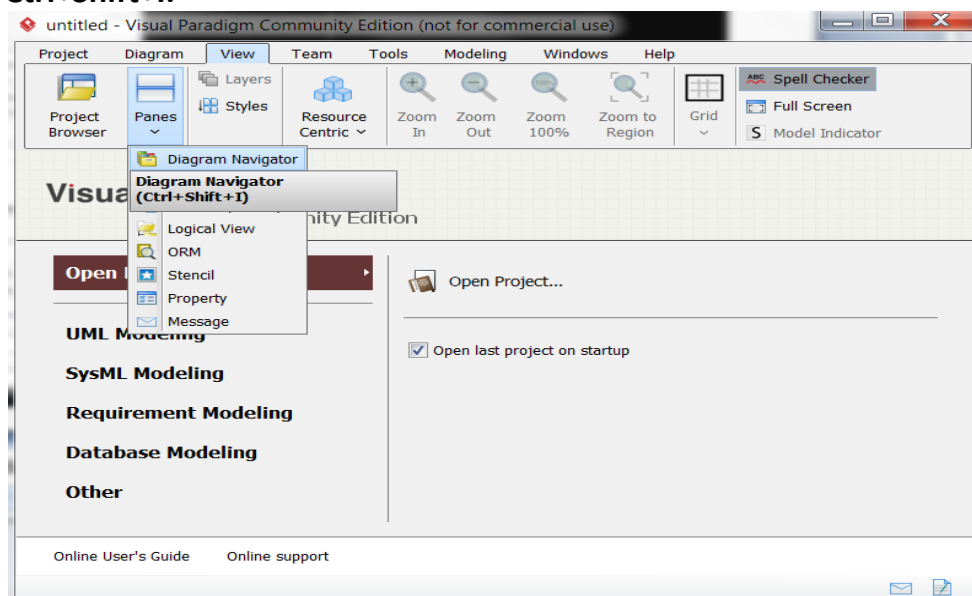 untitled - Visual Paradigm Community Edition (not for commercial use)
Project Diagram View Team Tools Modeling Windows Help
Project Browser
Panes
Layers
Styles
Resource Centric
Zoom In
Zoom Out
Zoom 100%
Zoom to Region
Grid
ABC Spell Checker
Full Screen
S Model Indicator
Diagram Navigator
Diagram Navigator
(Ctrl+Shift+I)
Visua
nity Edition
Logical View
ORM
Stencil
Property
Message
Open
Open Project...
Open last project on startup
UML Modeling
SysML Modeling
Requirement Modeling
Database Modeling
Other
Online User's Guide Online support